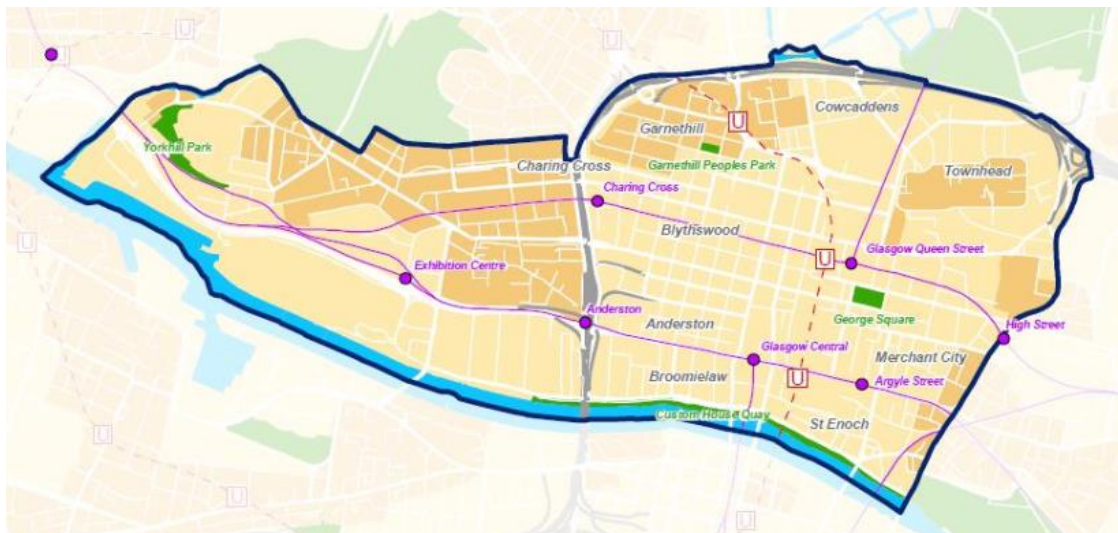 U
U
Cowcaddens
U
Garnethill
Yorkhill Park
Garnethill Peoples Park
Charing Cross
Townhead
Charing Cross
Blythswood
U
Glasgow Queen Street
U
Exhibition Centre
George Square
Anderston
Anderston
High Street
Glasgow Central
Merchant City
Broomielaw
U
Argyle Street
Custom House Quay
St Enoch
U
U
U